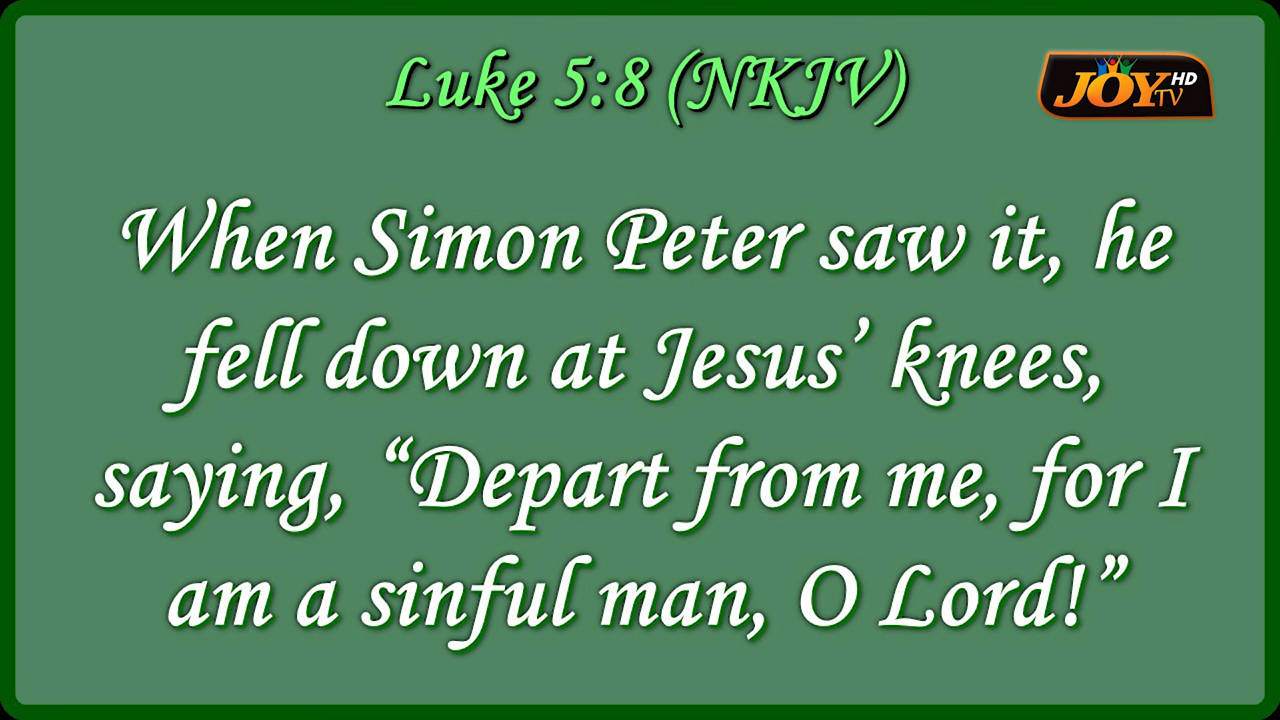 Luke 5:8 (NKJV)
JOY HD TV
When Simon Peter saw it, he
fell down at Jesus’ knees,
saying, “Depart from me, for I
am a sinful man, O Lord!”